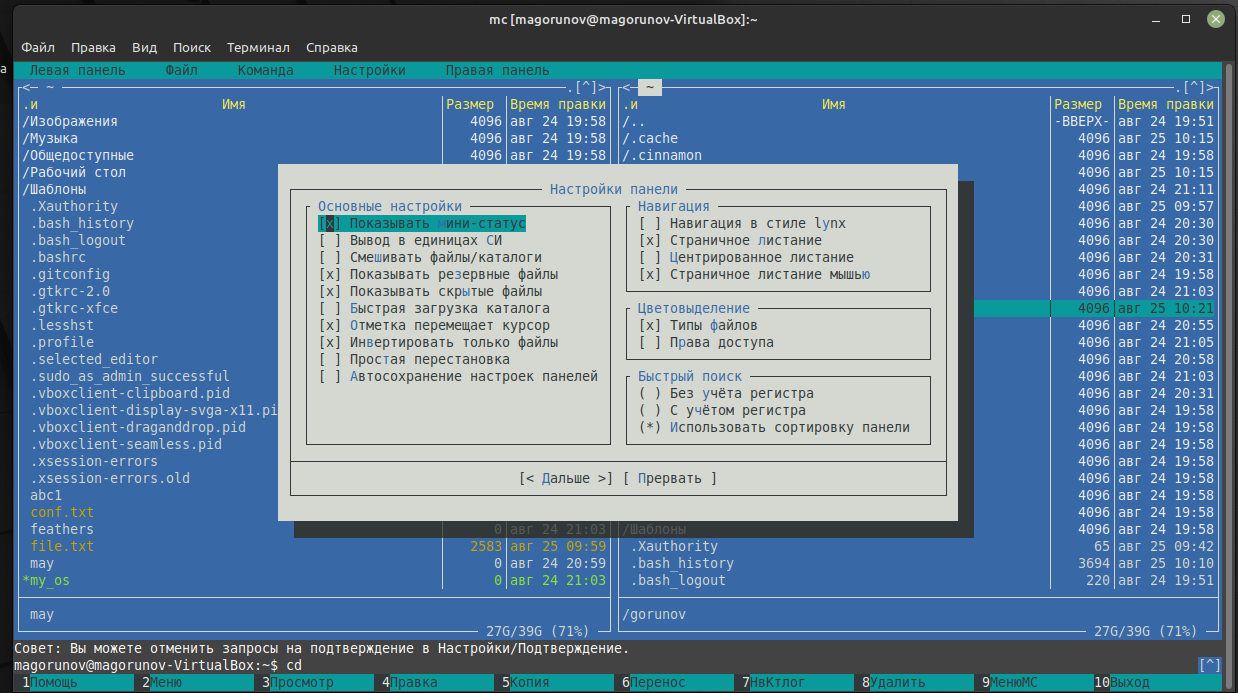 mc [magorunov@magorunov-VirtualBox]:~
Файл Правка Вид Поиск Терминал Справка
а
Левая панель Файл Команда Настройки Правая панель
<─ ~ .[^]> <─ ~ .[^]>
.и Имя Размер Время правки .и Имя Размер Время правки
/Изображения 4096 авг 24 19:58 /.. -ВВЕРХ- авг 24 19:51
/Музыка 4096 авг 24 19:58 /.cache 4096 авг 25 10:15
/Общедоступные 4096 авг 24 19:58 /.cinnamon 4096 авг 24 19:58
/Рабочий стол 4096 авг 25 10:15
/Шаблоны Настройки панели 4096 авг 24 21:11
.Xauthority Основные настройки Навигация 4096 авг 25 09:57
.bash_history [x] Показывать мини-статус [ ] Навигация в стиле lynx 4096 авг 24 20:30
.bash_logout [ ] Вывод в единицах СИ [x] Страничное листание 4096 авг 24 20:30
.bashrc [ ] Смешивать файлы/каталоги [ ] Центрированное листание 4096 авг 24 20:31
.gitconfig [x] Показывать резервные файлы [x] Страничное листание мышью 4096 авг 24 19:58
.gtkrc-2.0 [x] Показывать скрытые файлы 4096 авг 24 21:03
.gtkrc-xfce [ ] Быстрая загрузка каталога Цветовыделение 4096 авг 25 10:21
.lesshst [x] Отметка перемещает курсор [x] Типы файлов 4096 авг 24 20:55
.profile [x] Инвертировать только файлы [ ] Права доступа 4096 авг 24 21:05
.selected_editor [ ] Простая перестановка 4096 авг 24 20:58
.sudo_as_admin_successful [ ] Автосохранение настроек панелей Быстрый поиск 4096 авг 24 21:03
.vboxclient-clipboard.pid ( ) Без учёта регистра 4096 авг 24 20:31
.vboxclient-display-svga-x11.pi ( ) С учётом регистра 4096 авг 24 19:58
.vboxclient-draganddrop.pid (*) Использовать сортировку панели 4096 авг 24 19:58
.vboxclient-seamless.pid 4096 авг 24 19:58
.xsession-errors 4096 авг 24 19:58
.xsession-errors.old [< Дальше >] [ Прервать ] 4096 авг 24 19:58
abc1 4096 авг 24 19:58
conf.txt 4096 авг 24 19:58
feathers 0 авг 24 21:03 /Шаблоны 4096 авг 24 19:58
file.txt 2583 авг 25 09:59 .Xauthority 65 авг 25 09:42
may 0 авг 24 20:59 .bash_history 3694 авг 25 10:10
*my_os 0 авг 24 21:03 .bash_logout 220 авг 24 19:51
may /gorunov
27G/39G (71%) 27G/39G (71%)
Совет: Вы можете отменить запросы на подтверждение в Настройки/Подтверждение.
magorunov@magorunov-VirtualBox:~$ cd [^]
1Помощь 2Меню 3Просмотр 4Правка 5Копия 6Перенос 7НвКтлог 8Удалить 9МенюМС 10Выход